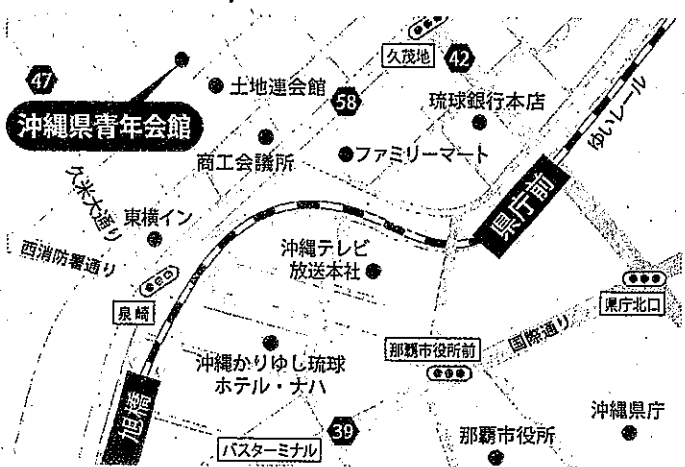 久茂地
42
47
土地連会館
58
琉球銀行本店
沖縄県青年会館
商工会議所
ファミリーマート
ゆいレール
県庁前
久米大通り
東横イン
西消防署通り
沖縄テレビ
放送本社
泉崎
県庁北口
国際通り
那覇市役所前
沖縄かりゆし琉球
ホテル・ナハ
旭橋
39
バスターミナル
那覇市役所
沖縄県庁